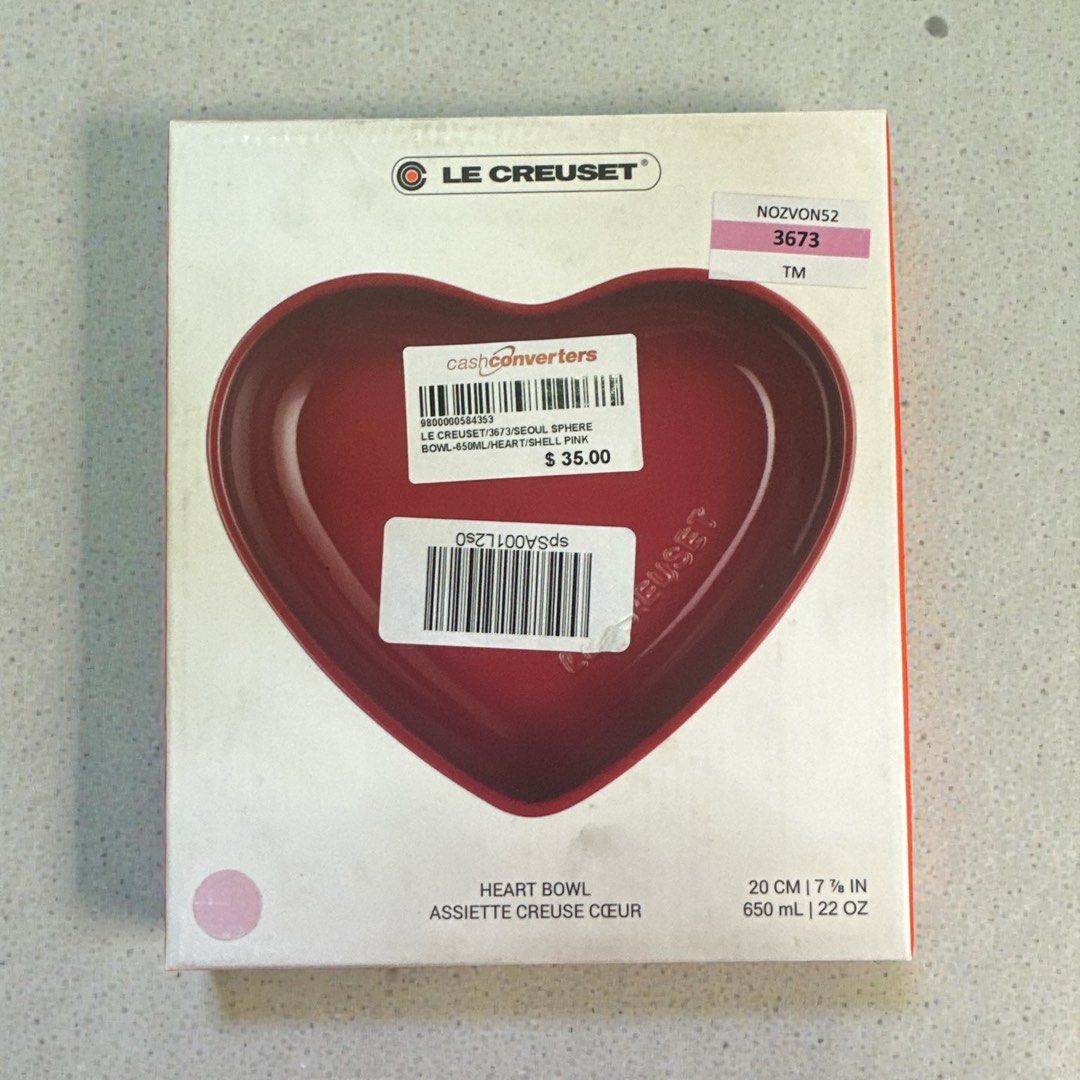 LE CREUSET®
NOZVON52
3673
TM
cashconverters
9800000584353
LE CREUSET/3673/SEOUL SPHERE
BOWL-650ML/HEART/SHELL PINK
$ 35.00
spSA001L2s0
CREUSET
HEART BOWL
ASSIETTE CREUSE CŒUR
20 CM | 7 ⅞ IN
650 mL | 22 OZ